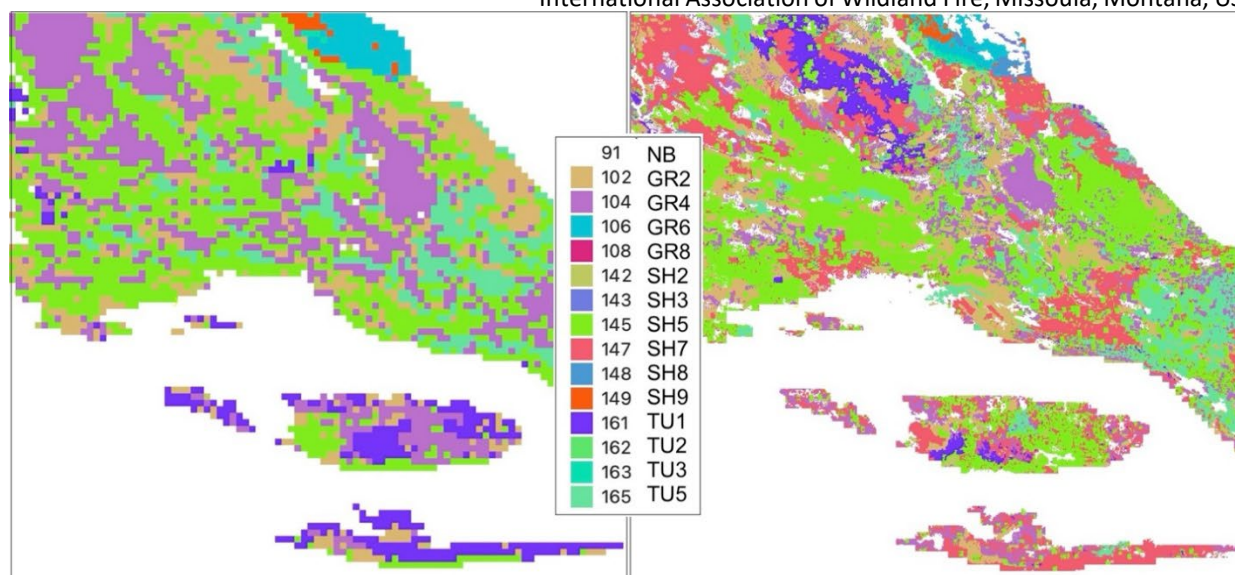 International Association of Wildland Fire, Missoula, Montana, US
91 NB
102 GR2
104 GR4
106 GR6
108 GR8
142 SH2
143 SH3
145 SH5
147 SH7
148 SH8
149 SH9
161 TU1
162 TU2
163 TU3
165 TU5